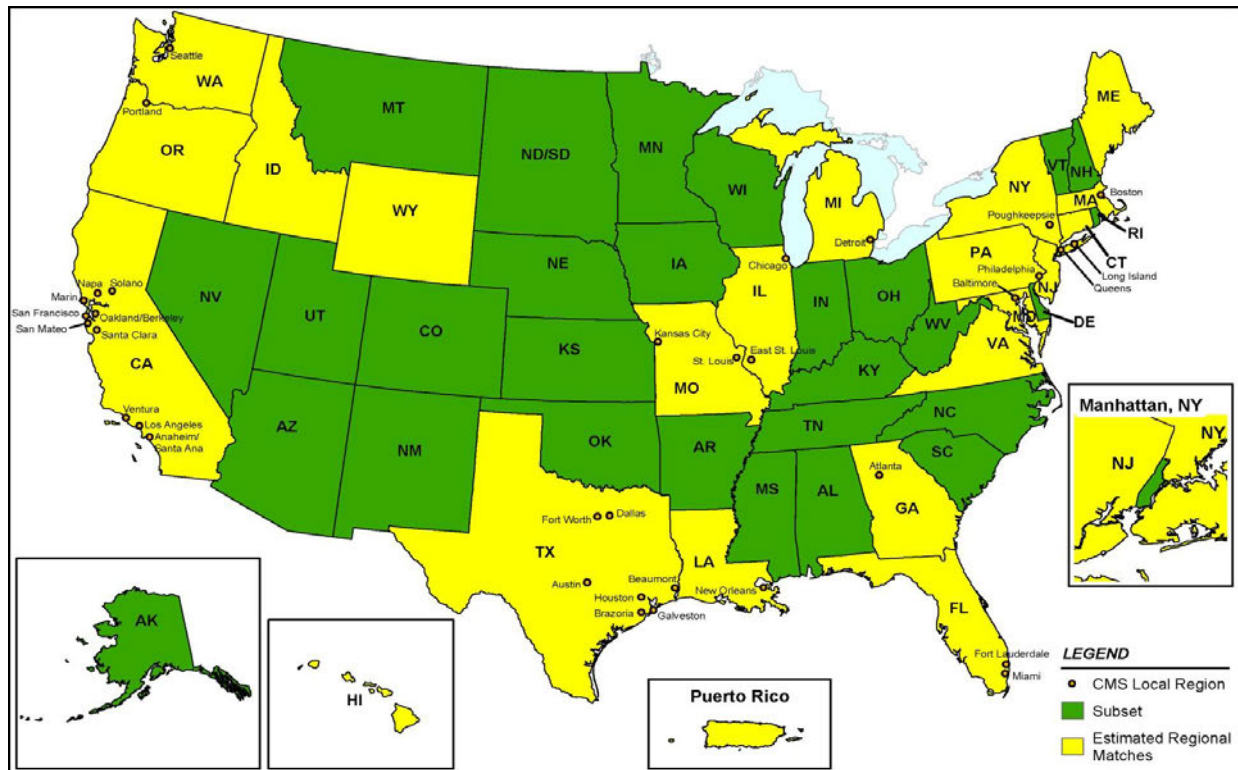 Seattle
WA
Portland
OR
ID
MT
WY
ND/SD
MN
WI
MI
Detroit
ME
VT
NH
NY
MA
Boston
Poughkeepsie
RI
CT
Long Island
Queens
PA
Philadelphia
NJ
Baltimore
MD
DE
Napa
Solano
Marin
San Francisco
Oakland/Berkeley
San Mateo
Santa Clara
CA
Ventura
Los Angeles
Anaheim/
Santa Ana
NV
UT
CO
NE
IA
Chicago
IL
IN
OH
WV
VA
KS
Kansas City
St. Louis
East St. Louis
MO
KY
AZ
NM
OK
AR
TN
NC
SC
MS
AL
Atlanta
GA
Fort Worth
Dallas
TX
Austin
Houston
Brazoria
Beaumont
Galveston
LA
New Orleans
FL
Fort Lauderdale
Miami
AK
HI
Puerto Rico
Manhattan, NY
NY
NJ
LEGEND
CMS Local Region
Subset
Estimated Regional
Matches